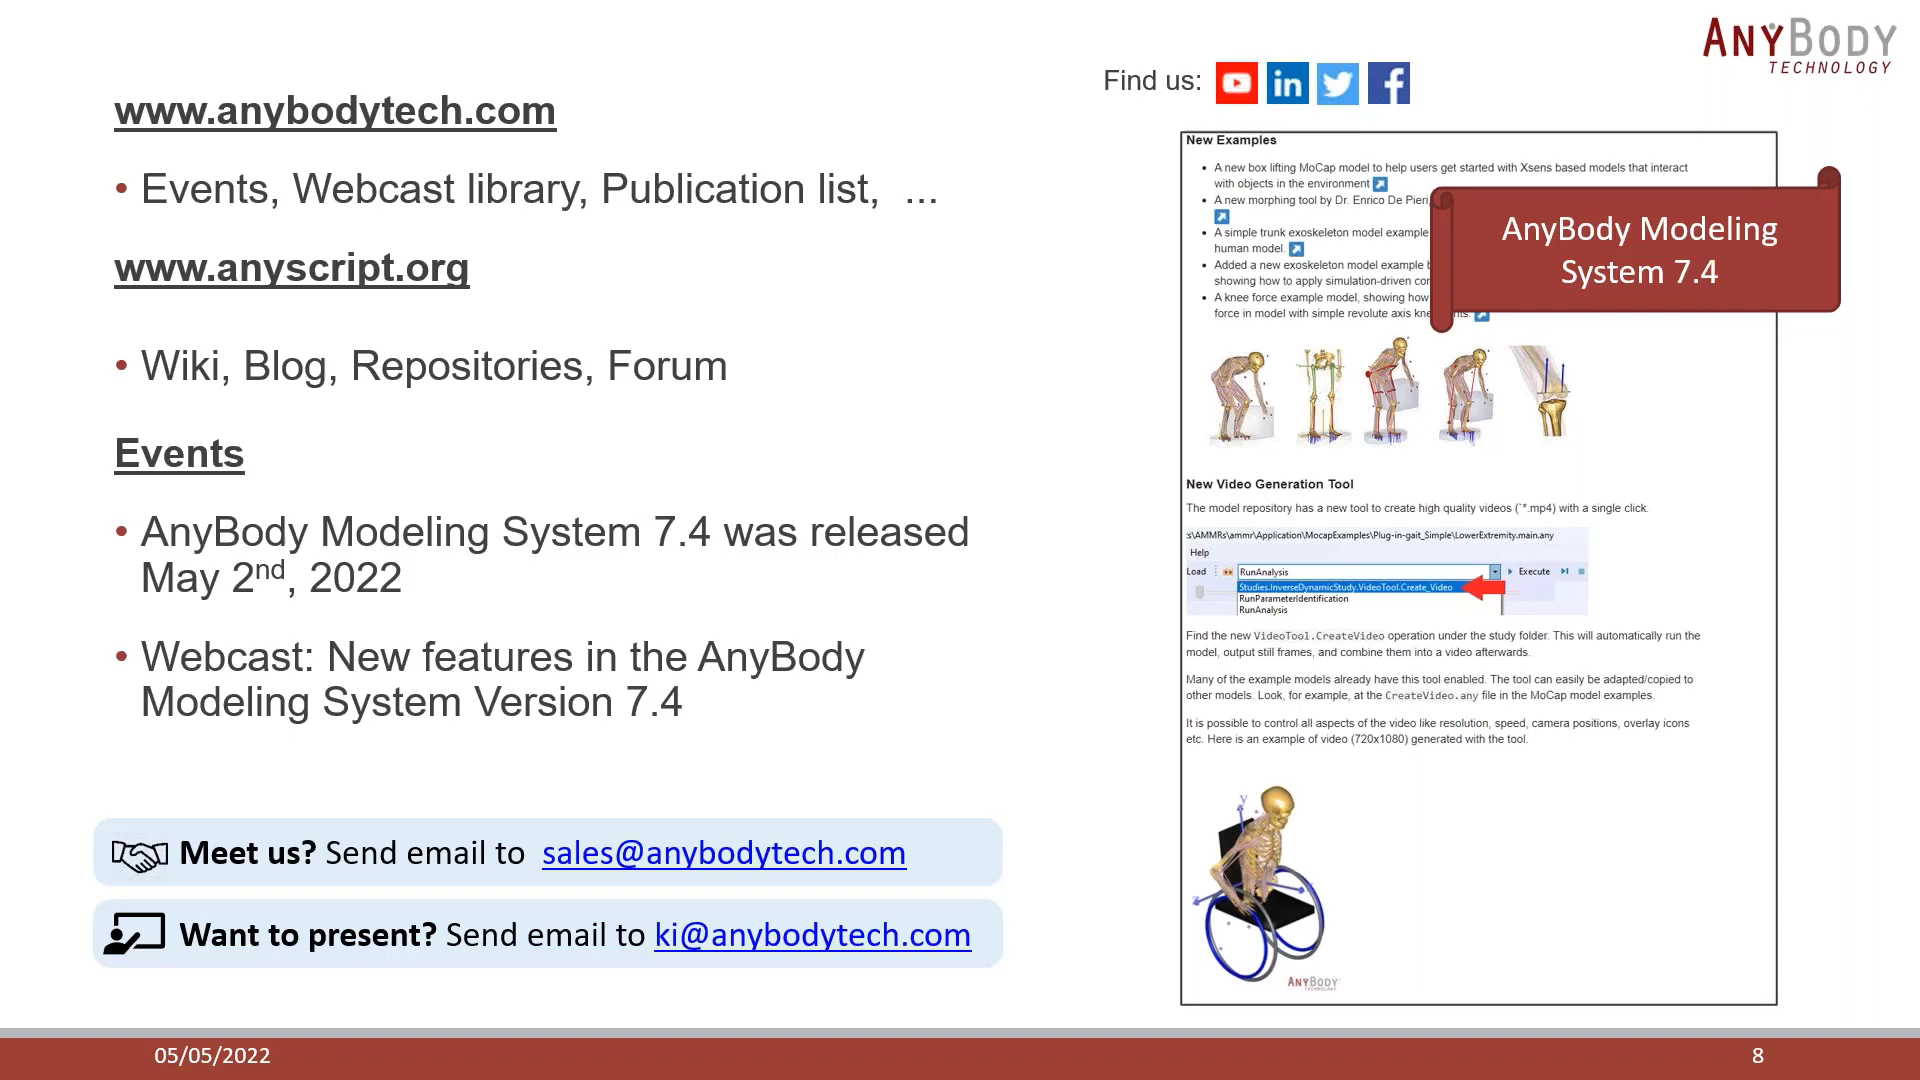 ANYBODY
TECHNOLOGY
Find us:
www.anybodytech.com
• Events, Webcast library, Publication list, ...
www.anyscript.org
• Wiki, Blog, Repositories, Forum
Events
• AnyBody Modeling System 7.4 was released
May 2nd, 2022
• Webcast: New features in the AnyBody
Modeling System Version 7.4
Meet us? Send email to sales@anybodytech.com
Want to present? Send email to ki@anybodytech.com
New Examples
• A new box lifting MoCap model to help users get started with Xsens based models that interact
with objects in the environment
• A new morphing tool by Dr. Enrico De Pieri,
• A simple trunk exoskeleton model example
human model.
• Added a new exoskeleton model example
showing how to apply simulation-driven
• A knee force example model, showing how
force in model with simple revolute axis
AnyBody Modeling
System 7.4
New Video Generation Tool
The model repository has a new tool to create high quality videos (`*.mp4) with a single click.
s\AMMRs\ammr\Application\MocapExamples\Plug-in-gait_Simple\LowerExtremity.main.any
Help
Load RunAnalysis Execute
Studies.InverseDynamicStudy.VideoTool.Create_Video
RunParameterIdentification
RunAnalysis
Find the new VideoTool.CreateVideo operation under the study folder. This will automatically run the
model, output still frames, and combine them into a video afterwards.
Many of the example models already have this tool enabled. The tool can easily be adapted/copied to
other models. Look, for example, at the CreateVideo.any file in the MoCap model examples.
It is possible to control all aspects of the video like resolution, speed, camera positions, overlay icons
etc. Here is an example of video (720x1080) generated with the tool.
y
z
ANYBODY
TECHNOLOGY
05/05/2022
8